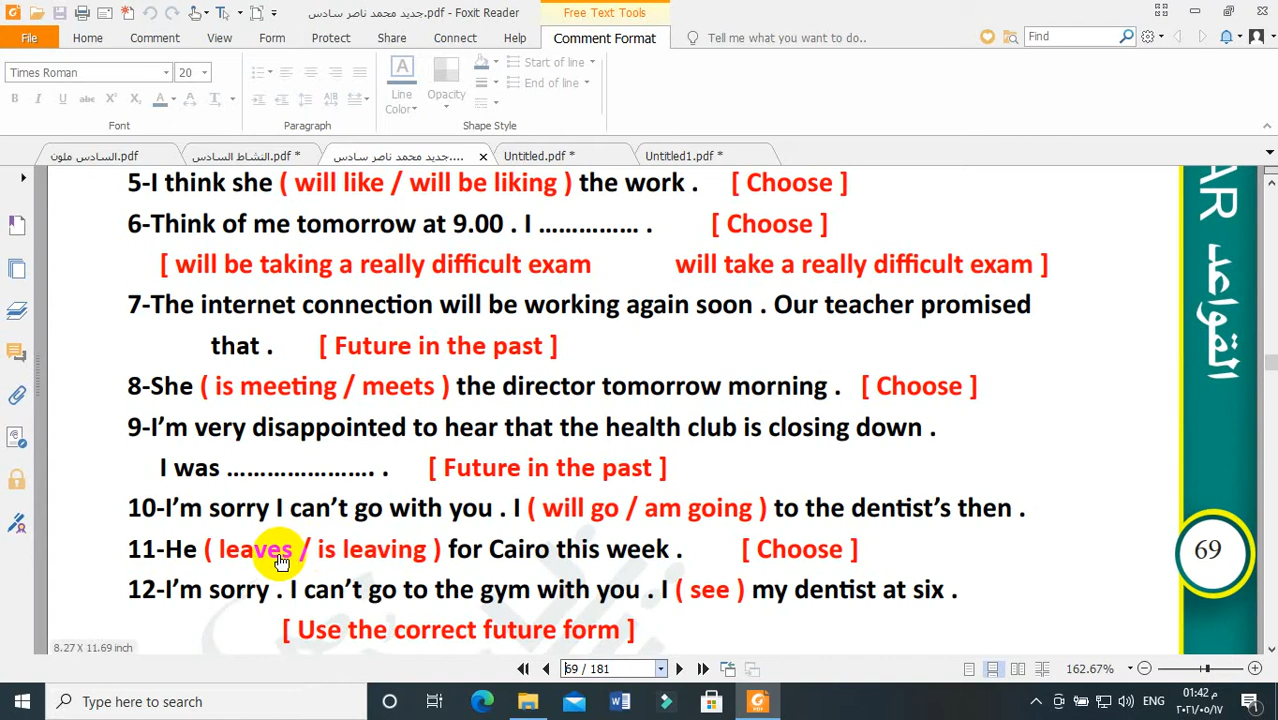 جديد محمد ناصر سادس.pdf - Foxit Reader
Free Text Tools
File Home Comment View Form Protect Share Connect Help Comment Format Tell me what you want to do.. Find
Times Roman 20
B I U abc X² X₂ A A T
Line Color
Opacity
Start of line
End of line
Font Paragraph Shape Style
السادس ملون.pdf
النشاط السادس.pdf *
جديد محمد ناصر سادس.pdf....
Untitled.pdf *
Untitled1.pdf *
5-I think she ( will like / will be liking ) the work . [ Choose ]
6-Think of me tomorrow at 9.00 . I ……………. . [ Choose ]
[ will be taking a really difficult exam will take a really difficult exam ]
7-The internet connection will be working again soon . Our teacher promised
that . [ Future in the past ]
8-She ( is meeting / meets ) the director tomorrow morning . [ Choose ]
9-I’m very disappointed to hear that the health club is closing down .
I was …………………. . [ Future in the past ]
10-I’m sorry I can’t go with you . I ( will go / am going ) to the dentist’s then .
11-He ( leaves / is leaving ) for Cairo this week . [ Choose ]
12-I’m sorry . I can’t go to the gym with you . I ( see ) my dentist at six .
[ Use the correct future form ]
AR
القواعد
69
8.27 x 11.69 inch
69 / 181
162.67%
Type here to search
ENG
01:42 م
٢٠٢١/٠٥/١٧